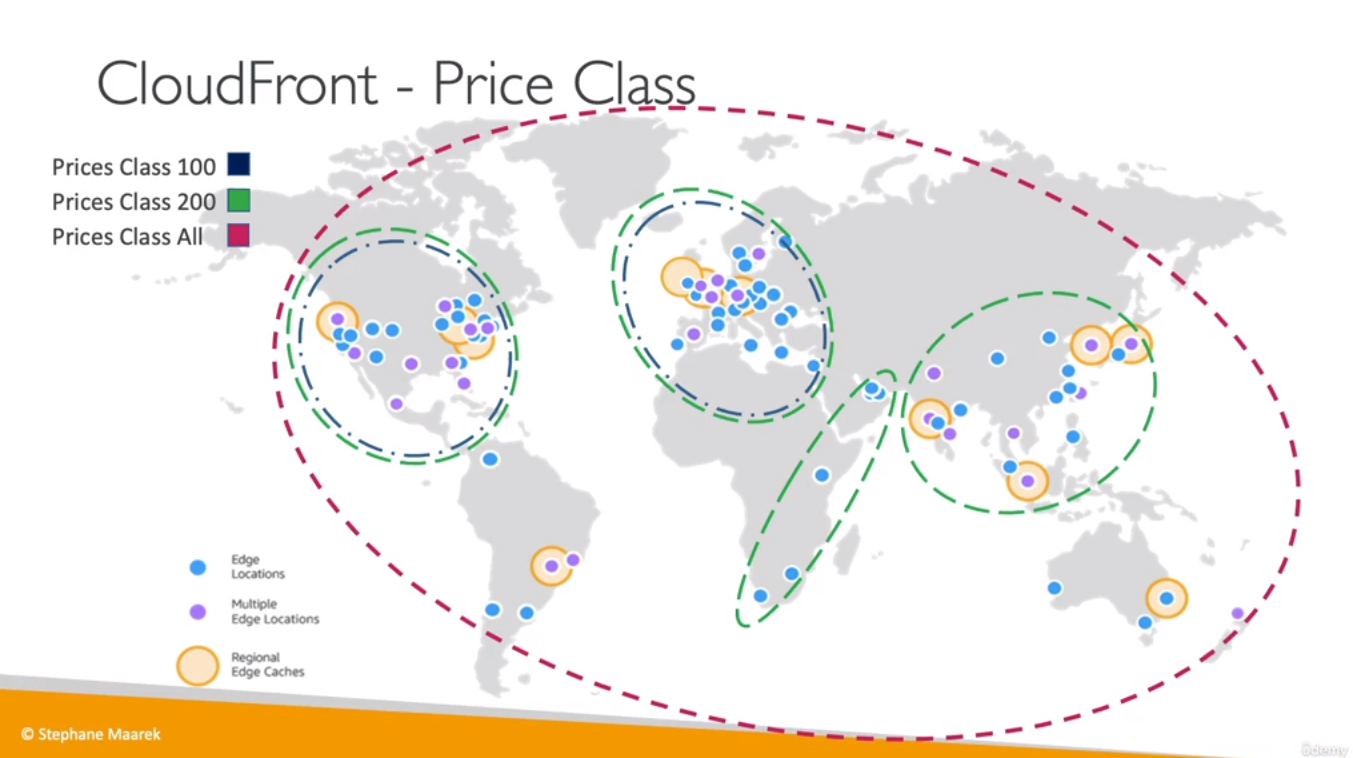 CloudFront - Price Class
Prices Class 100
Prices Class 200
Prices Class All
Edge
Locations
Multiple
Edge Locations
Regional
Edge Caches
© Stephane Maarek
ûdemy